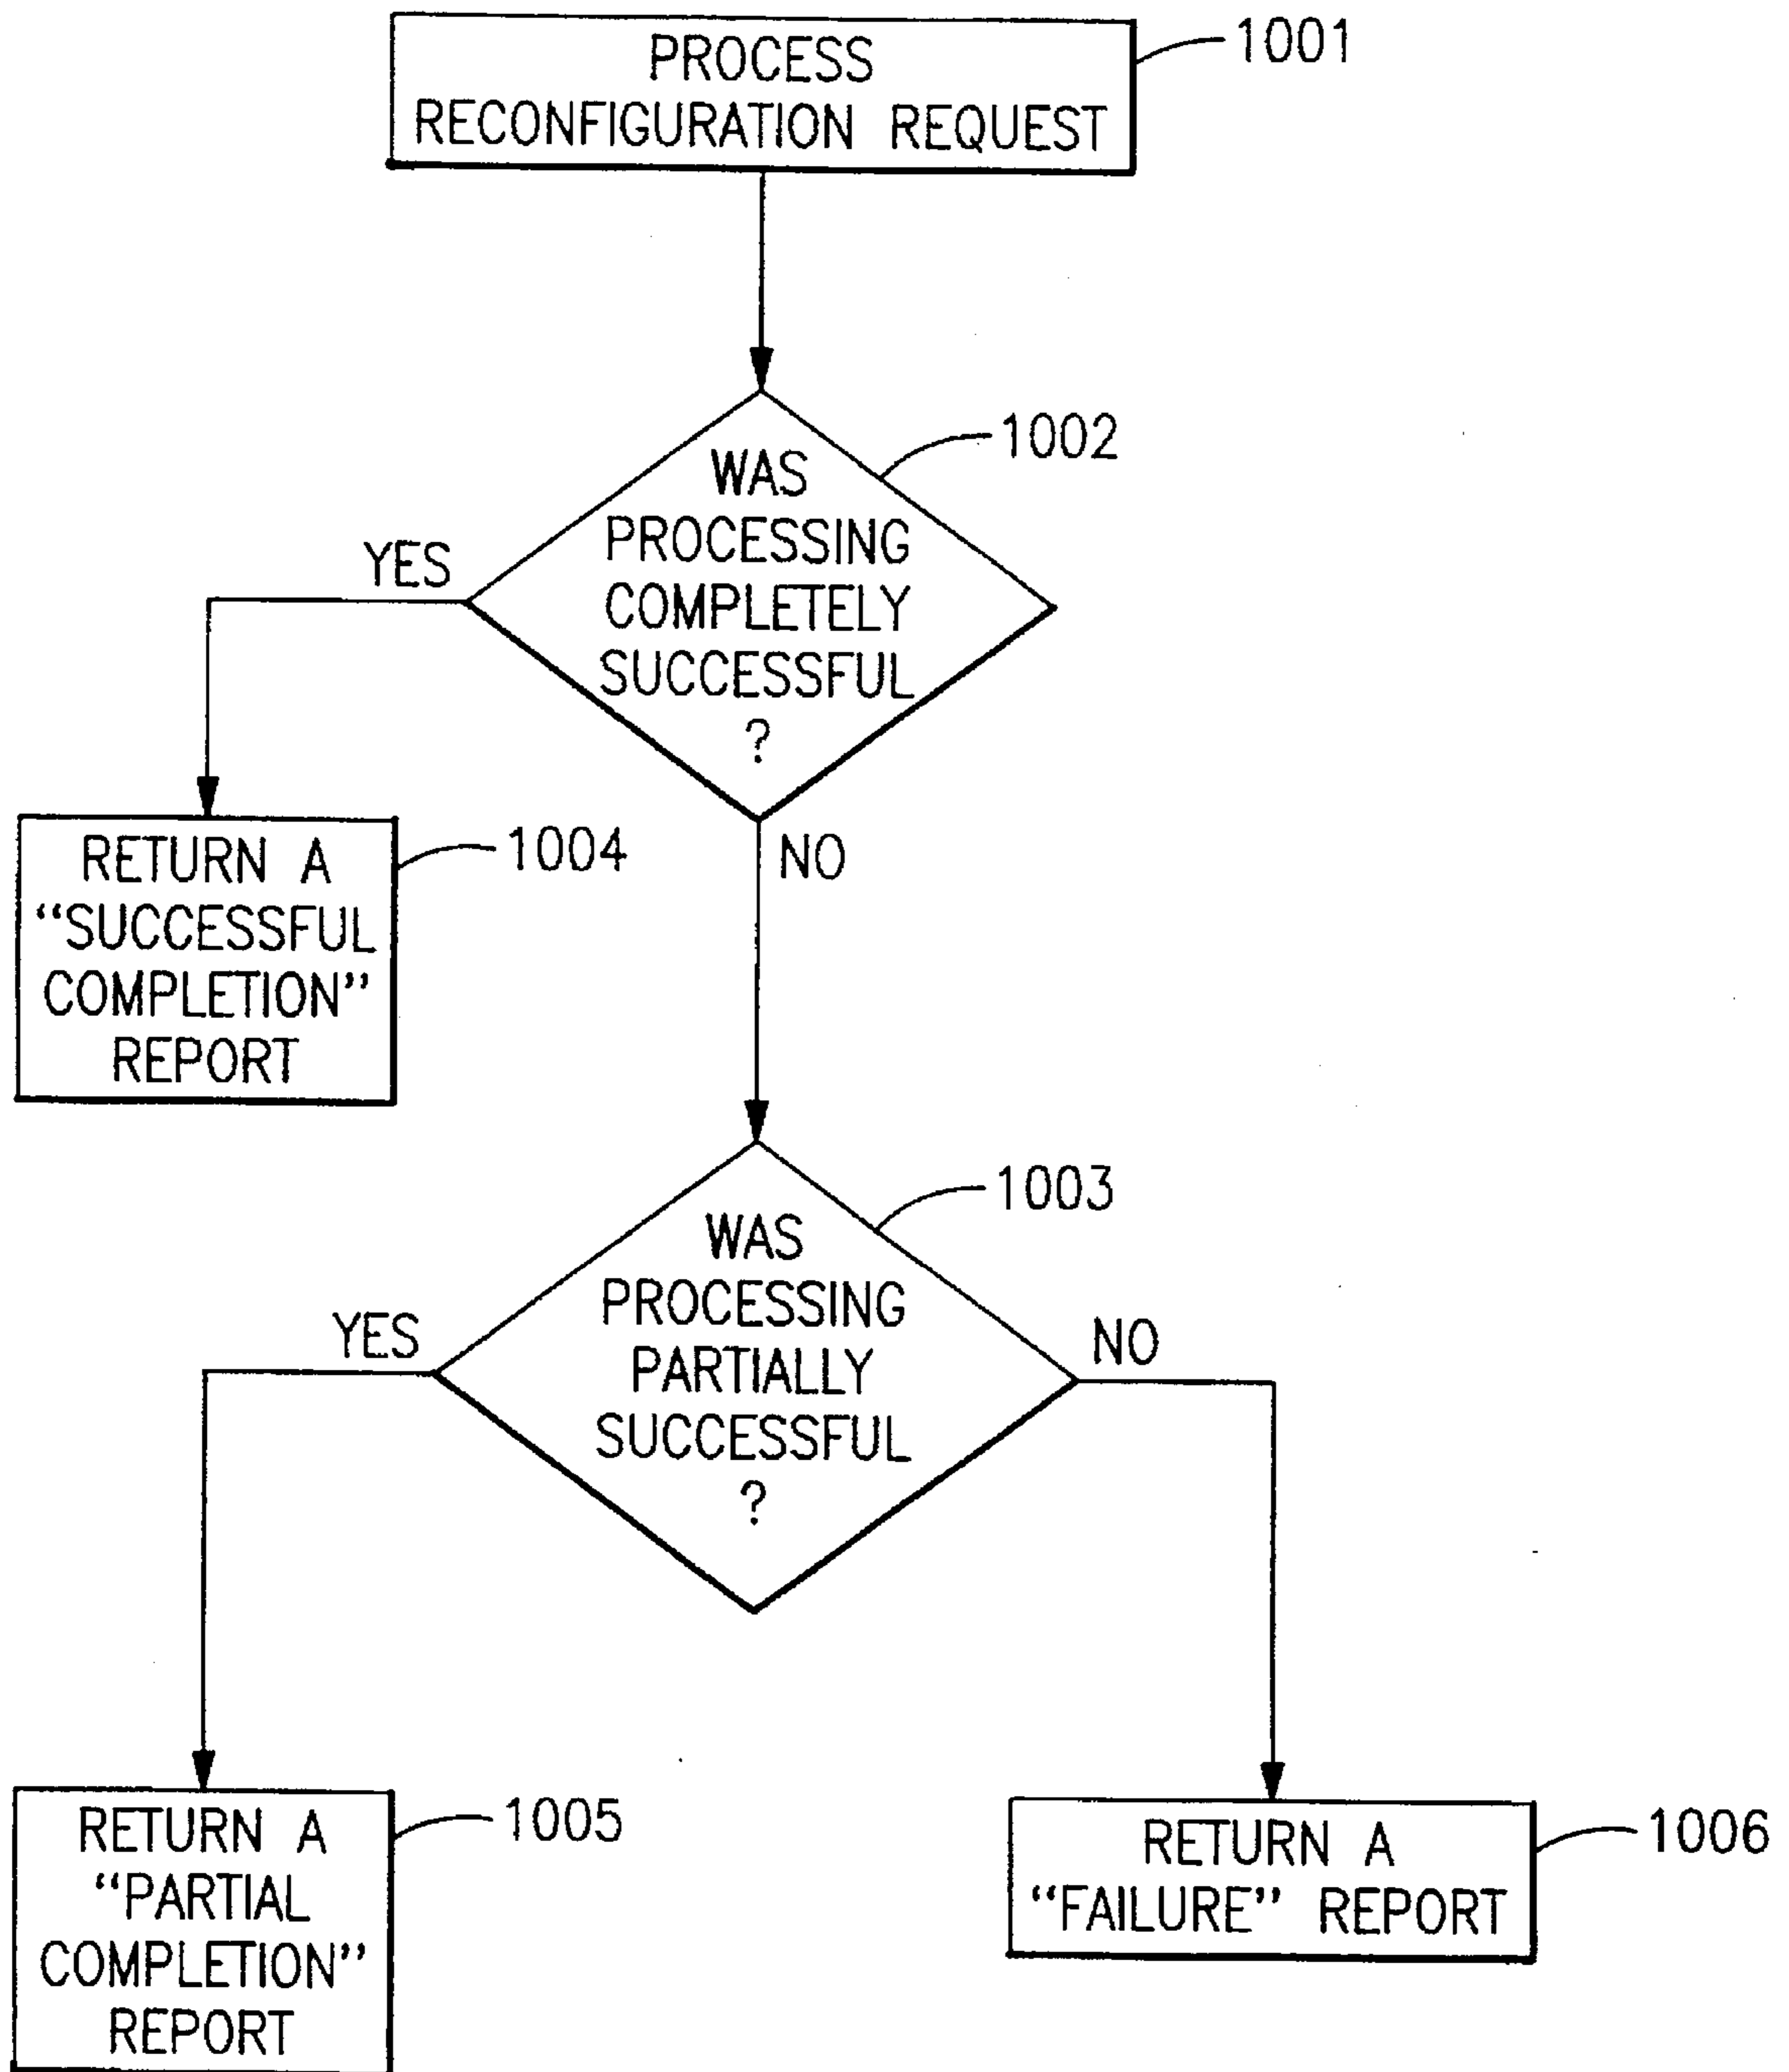 PROCESS
RECONFIGURATION REQUEST
1001
WAS
PROCESSING
COMPLETELY
SUCCESSFUL
?
1002
YES
NO
RETURN A
“SUCCESSFUL
COMPLETION”
REPORT
1004
WAS
PROCESSING
PARTIALLY
SUCCESSFUL
?
1003
YES
NO
RETURN A
“PARTIAL
COMPLETION”
REPORT
1005
RETURN A
“FAILURE” REPORT
1006